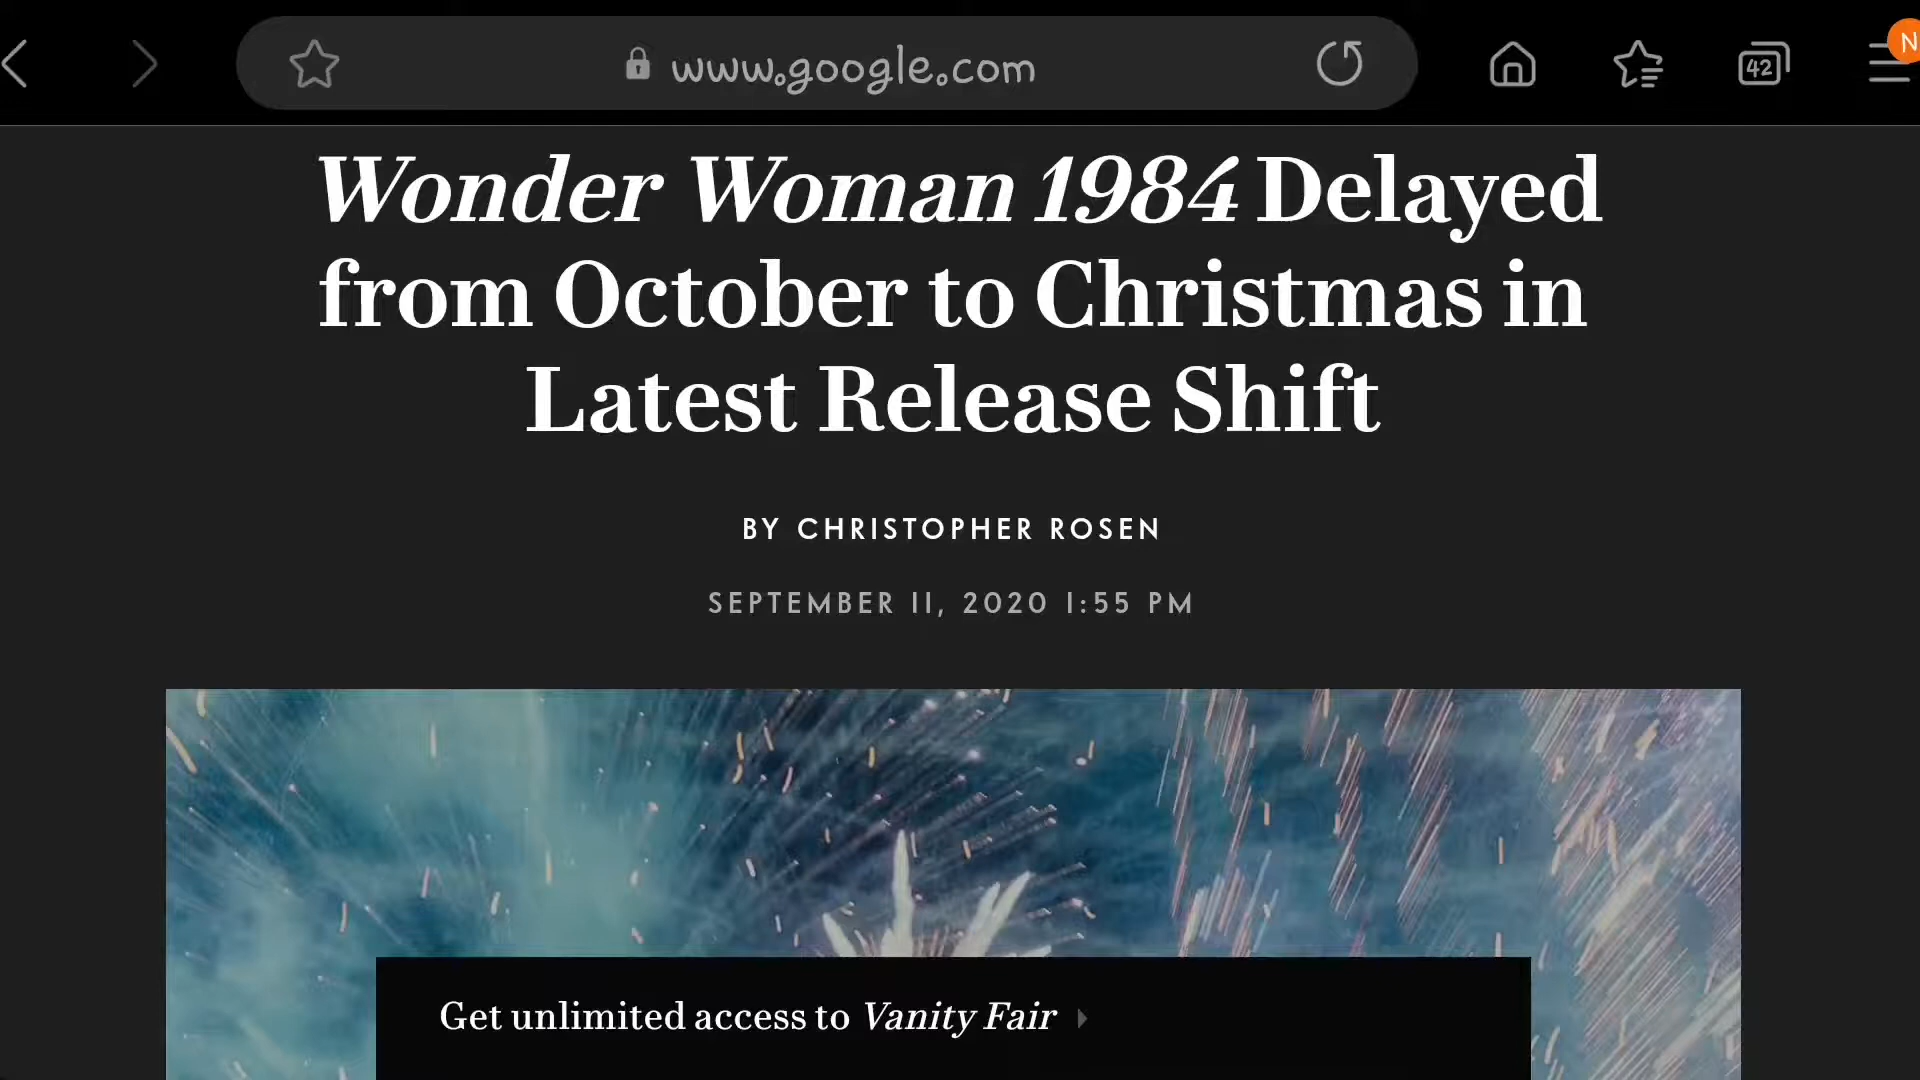 www.google.com
42
N
Wonder Woman 1984 Delayed
from October to Christmas in
Latest Release Shift
BY CHRISTOPHER ROSEN
SEPTEMBER 11, 2020 1:55 PM
Get unlimited access to Vanity Fair